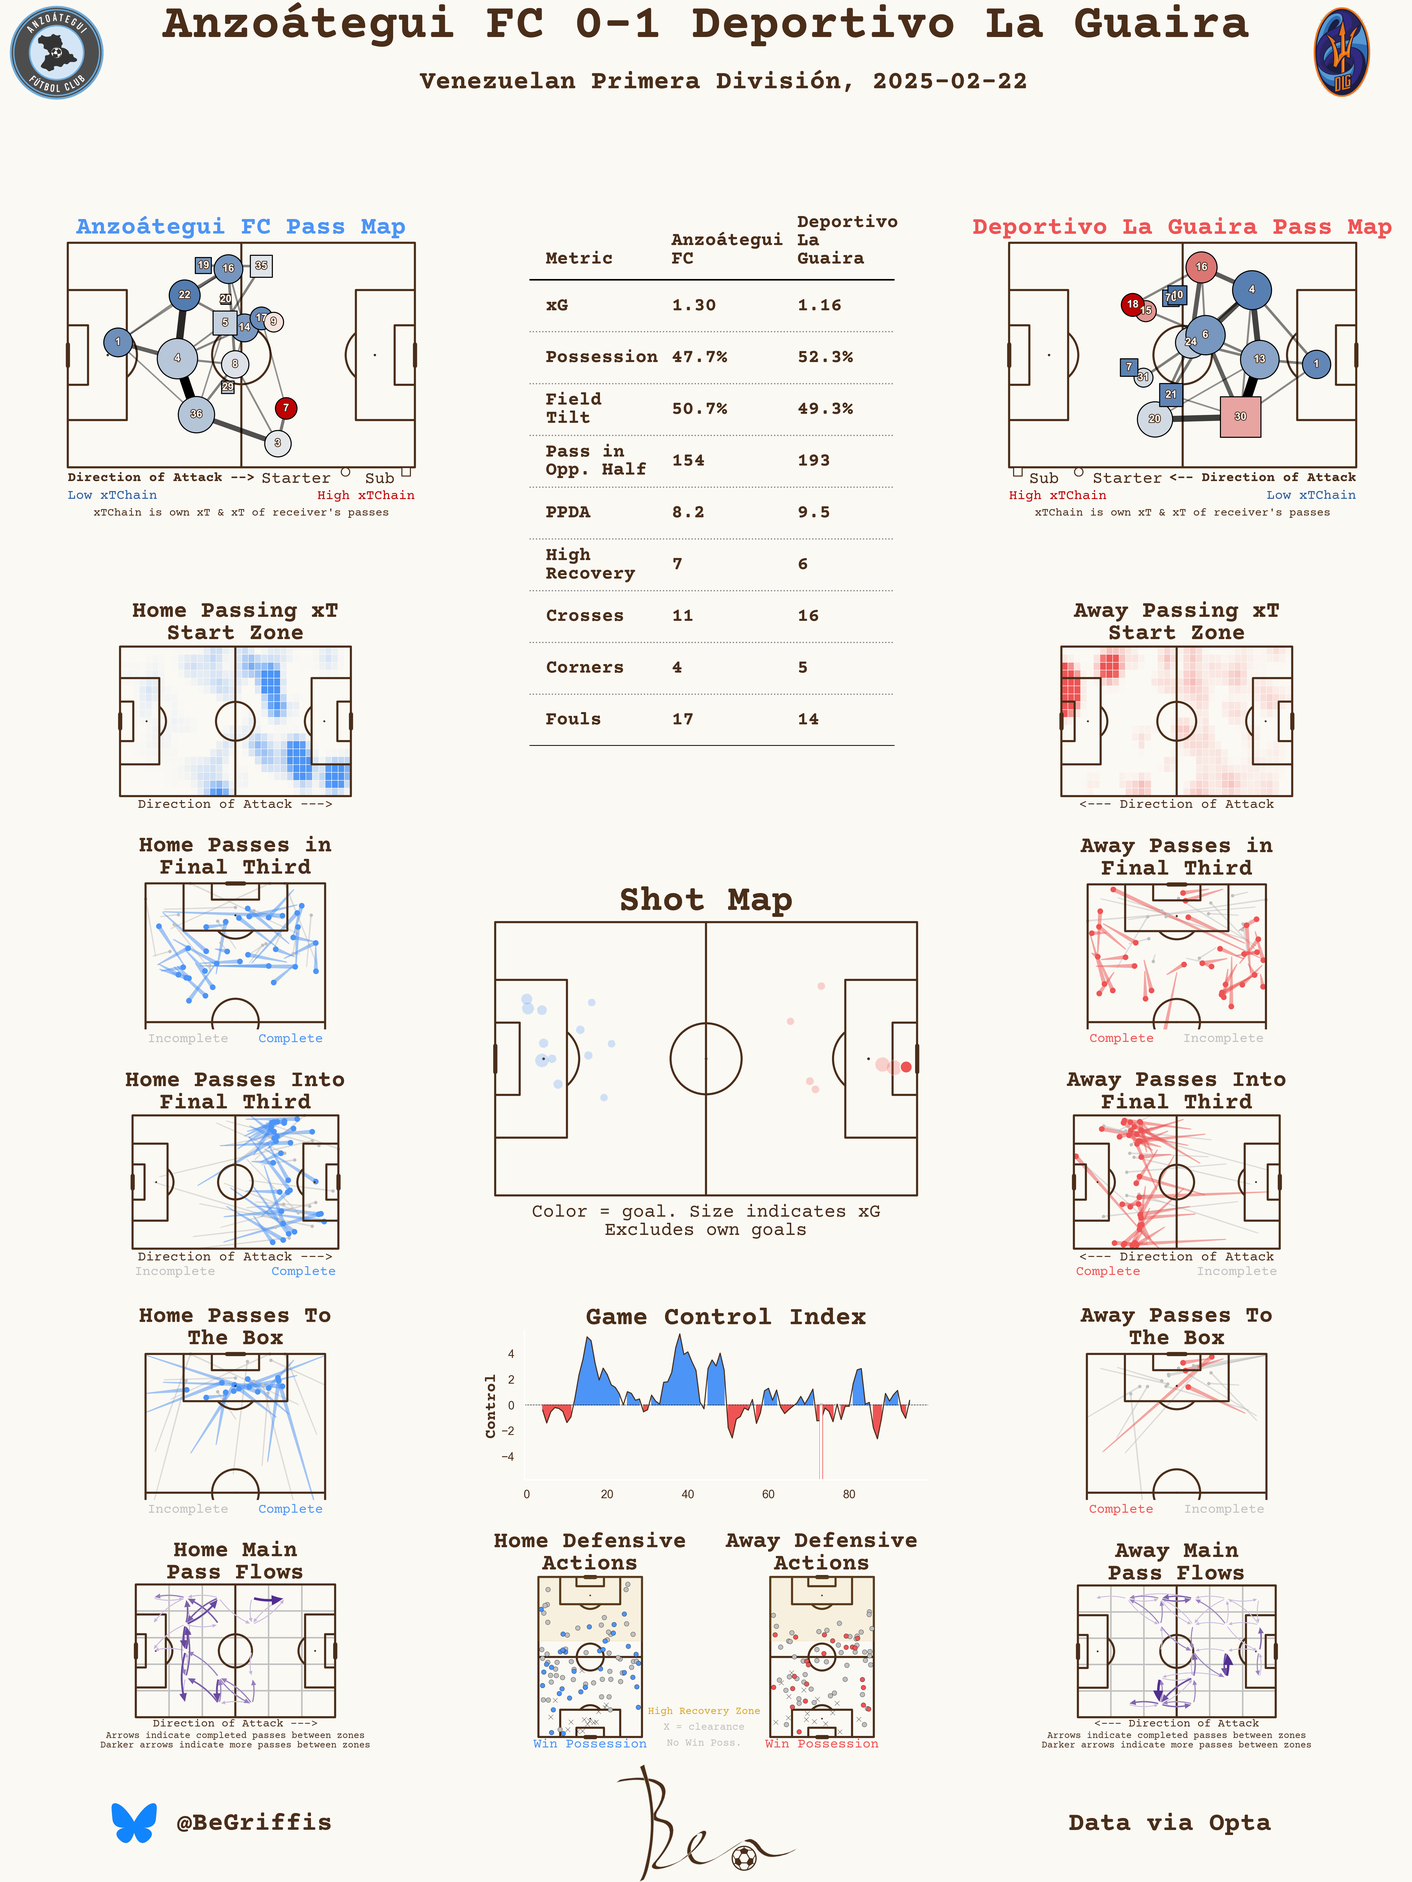 Anzoátegui FC 0-1 Deportivo La Guaira
Venezuelan Primera División, 2025-02-22
ANZOÁTEGUI
FÚTBOL CLUB
DLG
Anzoátegui FC Pass Map
19 16 35
22 20
5 14 17 9
1 4 8
29
36 7
3
Direction of Attack --> Starter Sub
Low xTChain High xTChain
xTChain is own xT & xT of receiver's passes
Metric Anzoátegui FC Deportivo La Guaira
xG 1.30 1.16
Possession 47.7% 52.3%
Field Tilt 50.7% 49.3%
Pass in Opp. Half 154 193
PPDA 8.2 9.5
High Recovery 7 6
Crosses 11 16
Corners 4 5
Fouls 17 14
Deportivo La Guaira Pass Map
16
4
18 15 10
24 6
13 1
7 31
21
20 30
Sub Starter <-- Direction of Attack
High xTChain Low xTChain
xTChain is own xT & xT of receiver's passes
Home Passing xT
Start Zone
Direction of Attack --->
Away Passing xT
Start Zone
<--- Direction of Attack
Home Passes in
Final Third
Incomplete Complete
Away Passes in
Final Third
Complete Incomplete
Shot Map
Color = goal. Size indicates xG
Excludes own goals
Home Passes Into
Final Third
Direction of Attack --->
Incomplete Complete
Away Passes Into
Final Third
<--- Direction of Attack
Complete Incomplete
Home Passes To
The Box
Incomplete Complete
Game Control Index
Control
4
2
0
−2
−4
0 20 40 60 80
Away Passes To
The Box
Complete Incomplete
Home Main
Pass Flows
Direction of Attack --->
Arrows indicate completed passes between zones
Darker arrows indicate more passes between zones
Home Defensive
Actions
Win Possession
High Recovery Zone
X = clearance
No Win Poss.
Away Defensive
Actions
Win Possession
Away Main
Pass Flows
<--- Direction of Attack
Arrows indicate completed passes between zones
Darker arrows indicate more passes between zones
@BeGriffis
Ben
Data via Opta